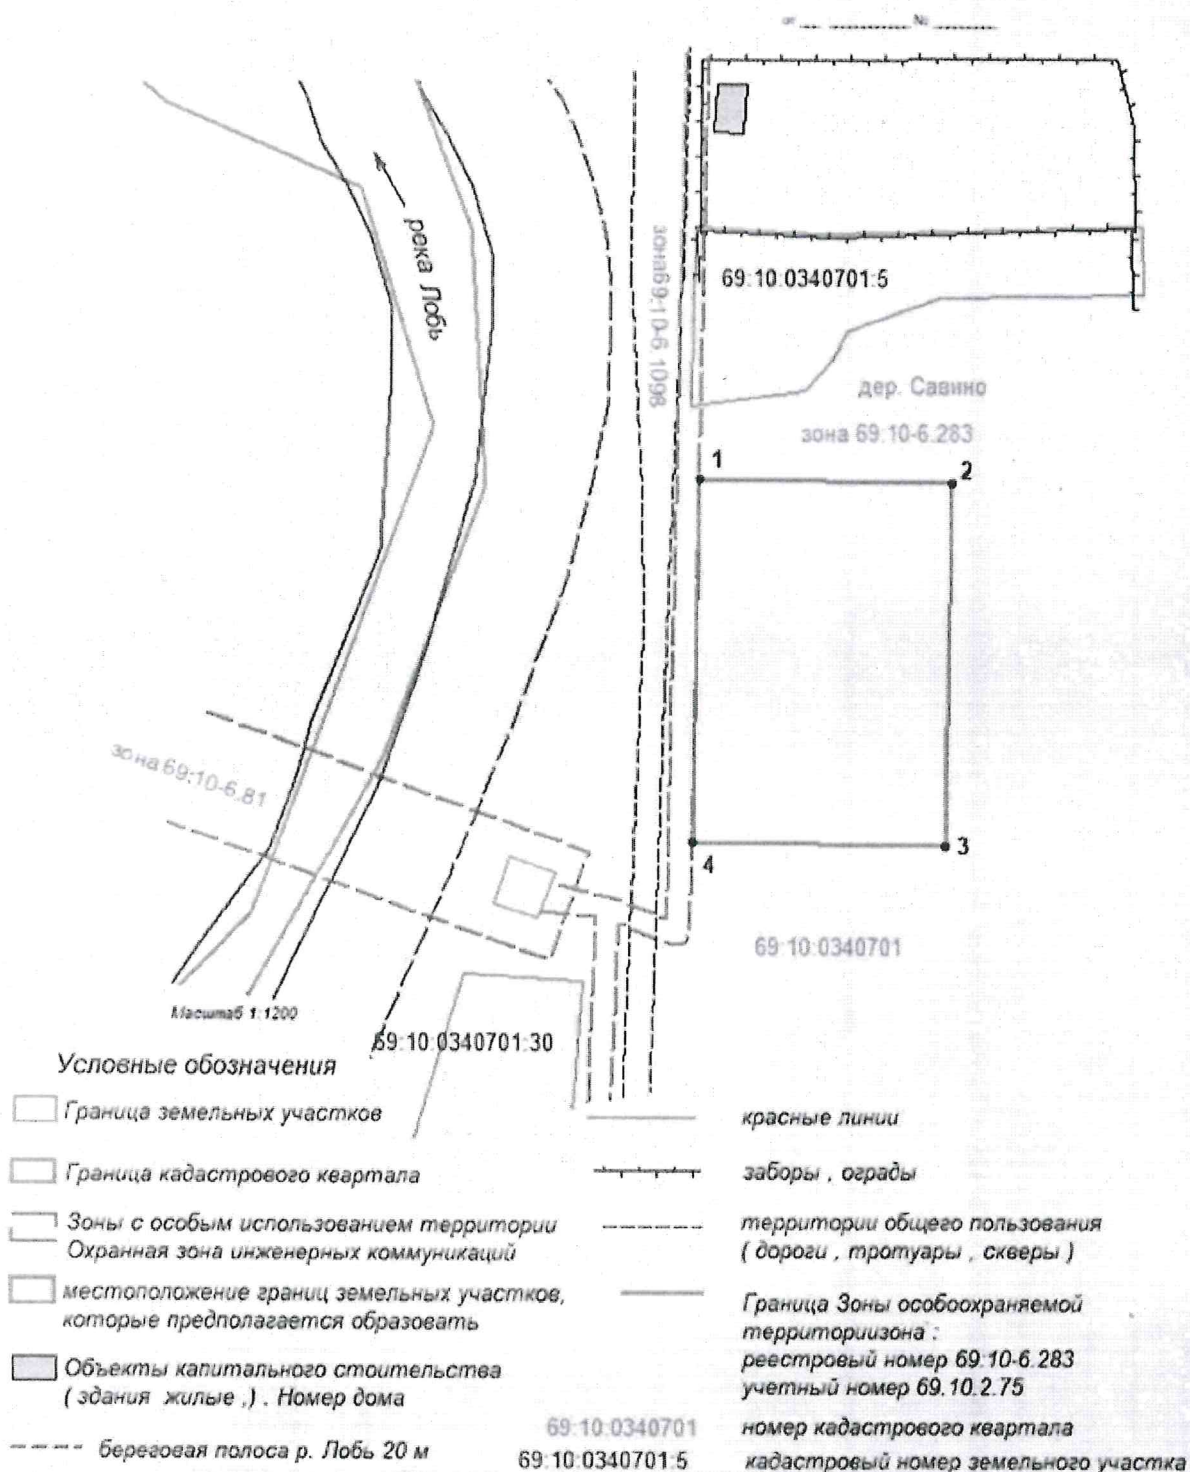 от № 
река Лобь
зона69:10-6.1098
69:10:0340701:5
дер. Савино
зона 69:10-6.283
1
2
зона 69:10-6.81
4
3
69:10:0340701
Масштаб 1:1200
69:10:0340701:30
Условные обозначения
Граница земельных участков
красные линии
Граница кадастрового квартала
заборы , ограды
Зоны с особым использованием территории
Охранная зона инженерных коммуникаций
территории общего пользования
( дороги , тротуары , скверы )
местоположение границ земельных участков,
которые предполагается образовать
Граница Зоны особоохраняемой
территориизона :
реестровый номер 69:10-6.283
учетный номер 69.10.2.75
Объекты капитального стоительства
( здания жилые ,) . Номер дома
69:10:0340701
номер кадастрового квартала
береговая полоса р. Лобь 20 м
69:10:0340701:5
кадастровый номер земельного участка